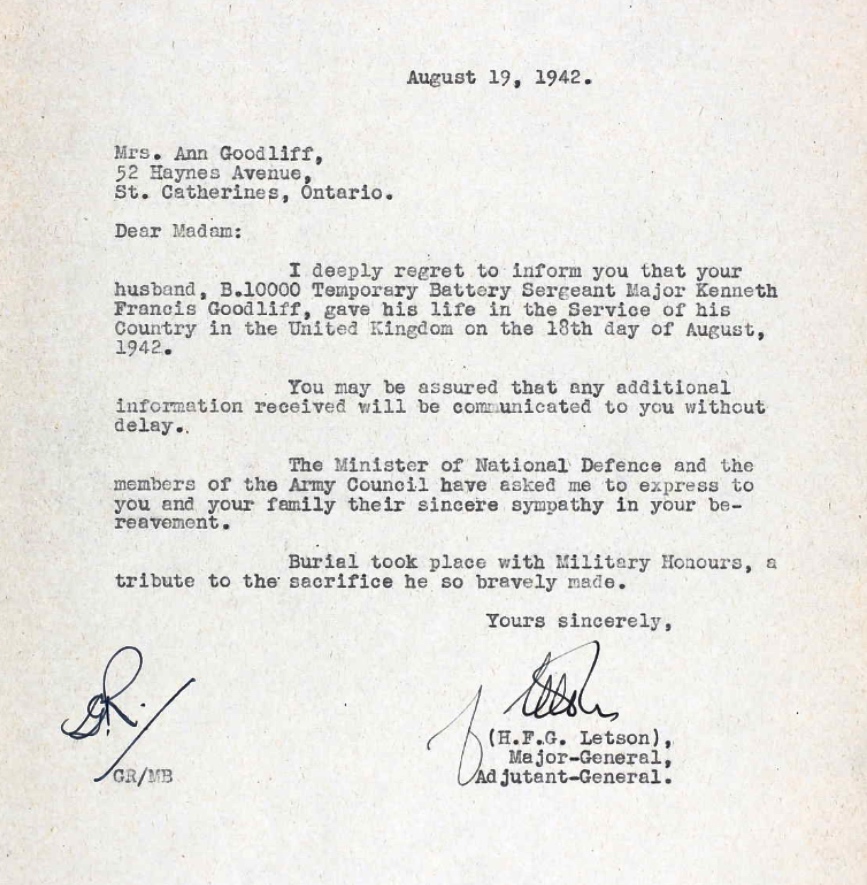 August 19, 1942.
Mrs. Ann Goodliff,
52 Haynes Avenue,
St. Catherines, Ontario.
Dear Madam:
I deeply regret to inform you that your
husband, B.10000 Temporary Battery Sergeant Major Kenneth
Francis Goodliff, gave his life in the Service of his
Country in the United Kingdom on the 18th day of August,
1942.
You may be assured that any additional
information received will be communicated to you without
delay.
The Minister of National Defence and the
members of the Army Council have asked me to express to
you and your family their sincere sympathy in your be-
reavement.
Burial took place with Military Honours, a
tribute to the sacrifice he so bravely made.
Yours sincerely,
G.R.
(H.F.G. Letson),
Major-General,
GR/MB
Adjutant-General.